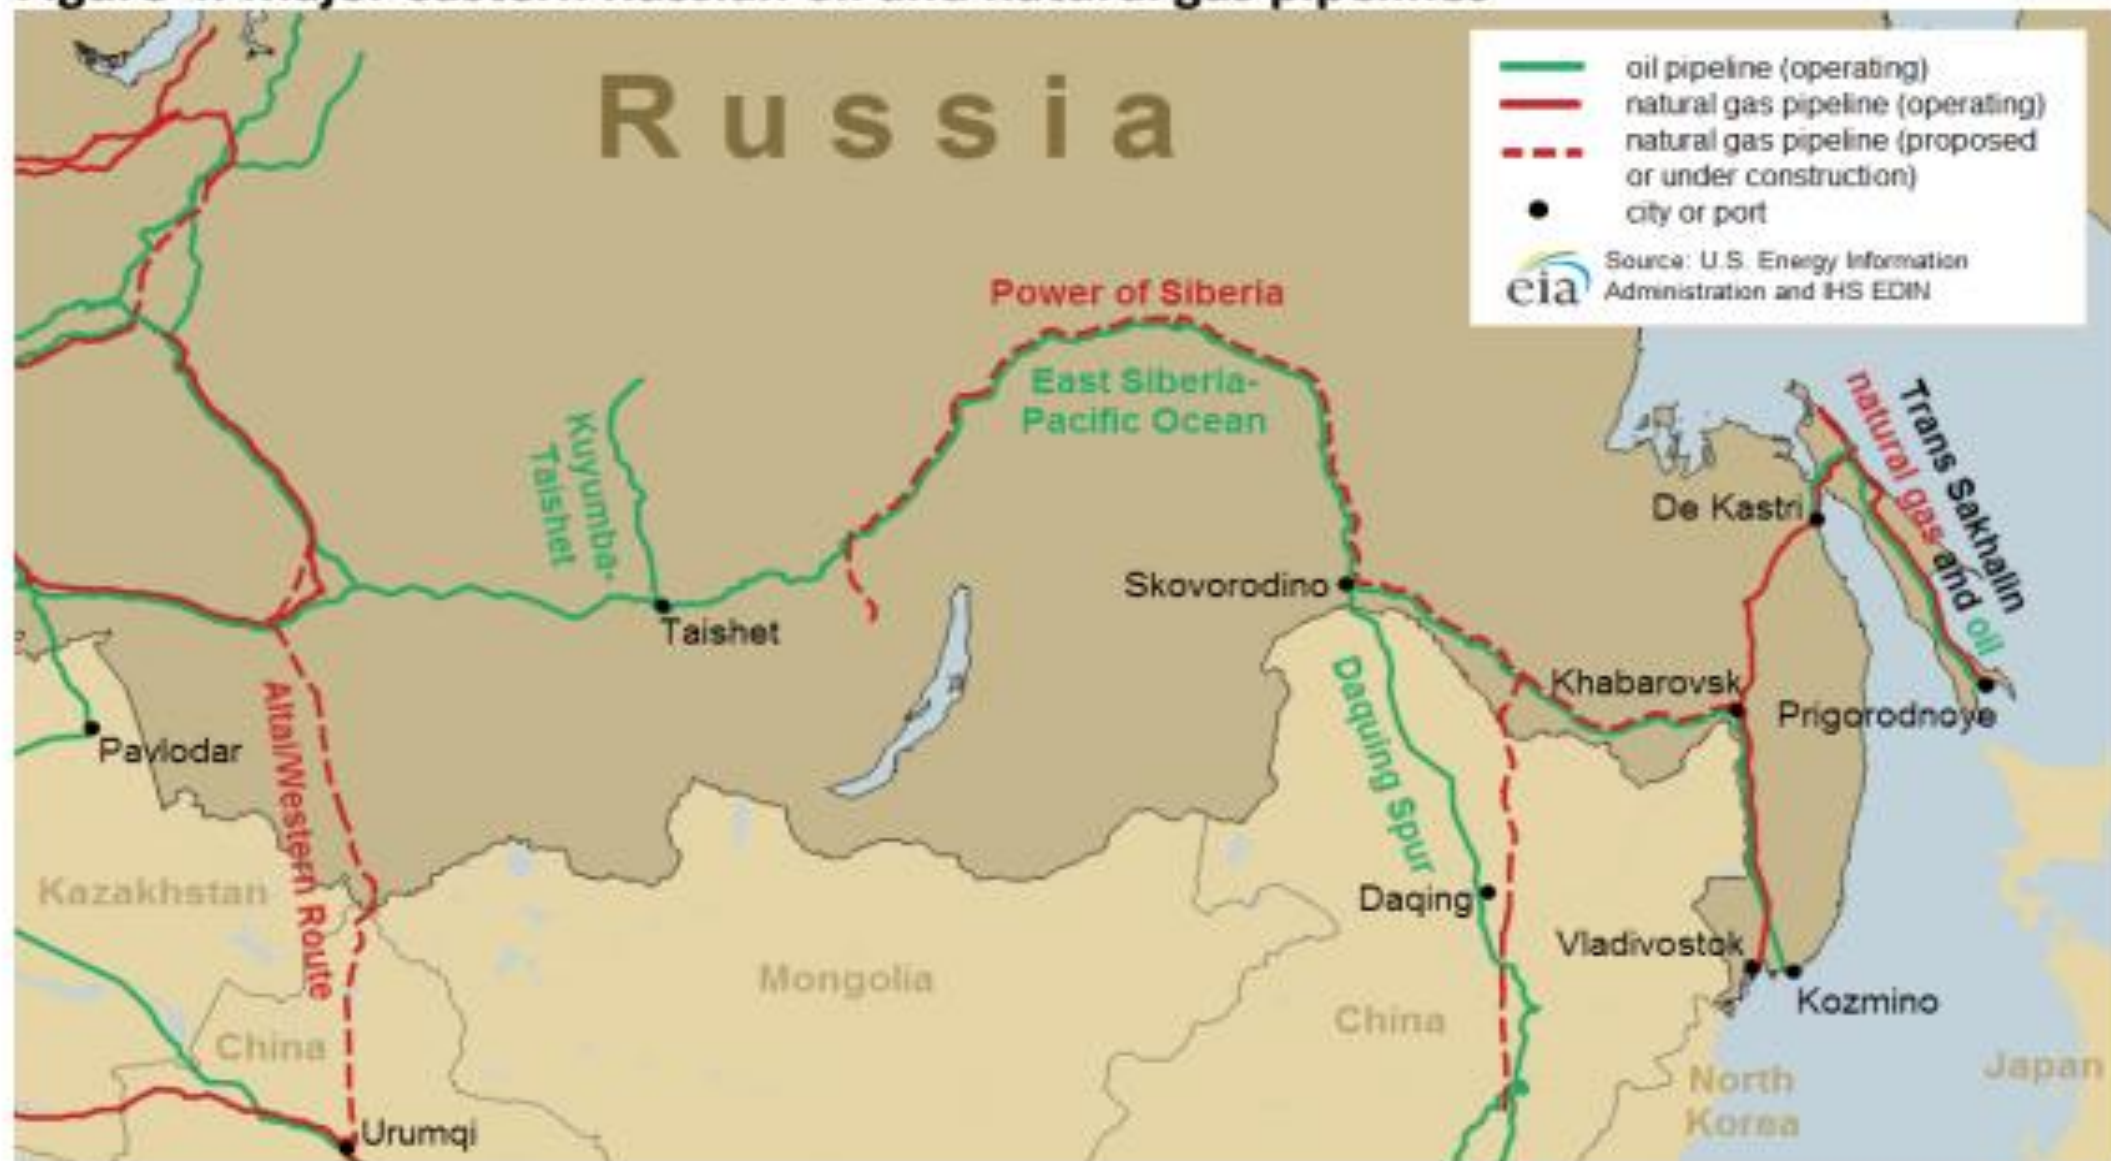 Russia
oil pipeline (operating)
natural gas pipeline (operating)
natural gas pipeline (proposed
or under construction)
city or port
eia
Source: U.S. Energy Information
Administration and IHS EDIN
Power of Siberia
East Siberia-
Pacific Ocean
Kuyumba-
Taishet
Trans Sakhalin
natural gas and oil
De Kastri
Skovorodino
Taishet
Khabarovsk
Prigorodnoye
Daquing Spur
Altai/Western Route
Pavlodar
Kazakhstan
Daqing
Vladivostok
Mongolia
Kozmino
China
China
North
Korea
Japan
Urumqi